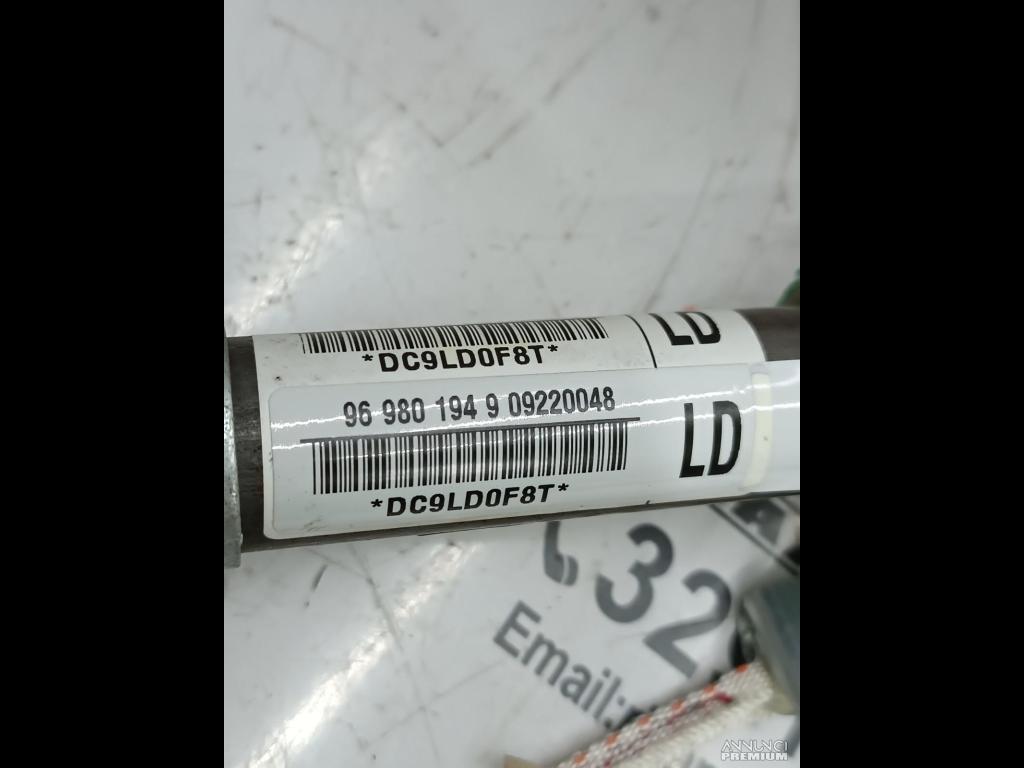 *DC9LD0F8T*
LD
96 980 194 9 09220048
LD
*DC9LD0F8T*
32
Email:
ANNUNCI
PREMIUM